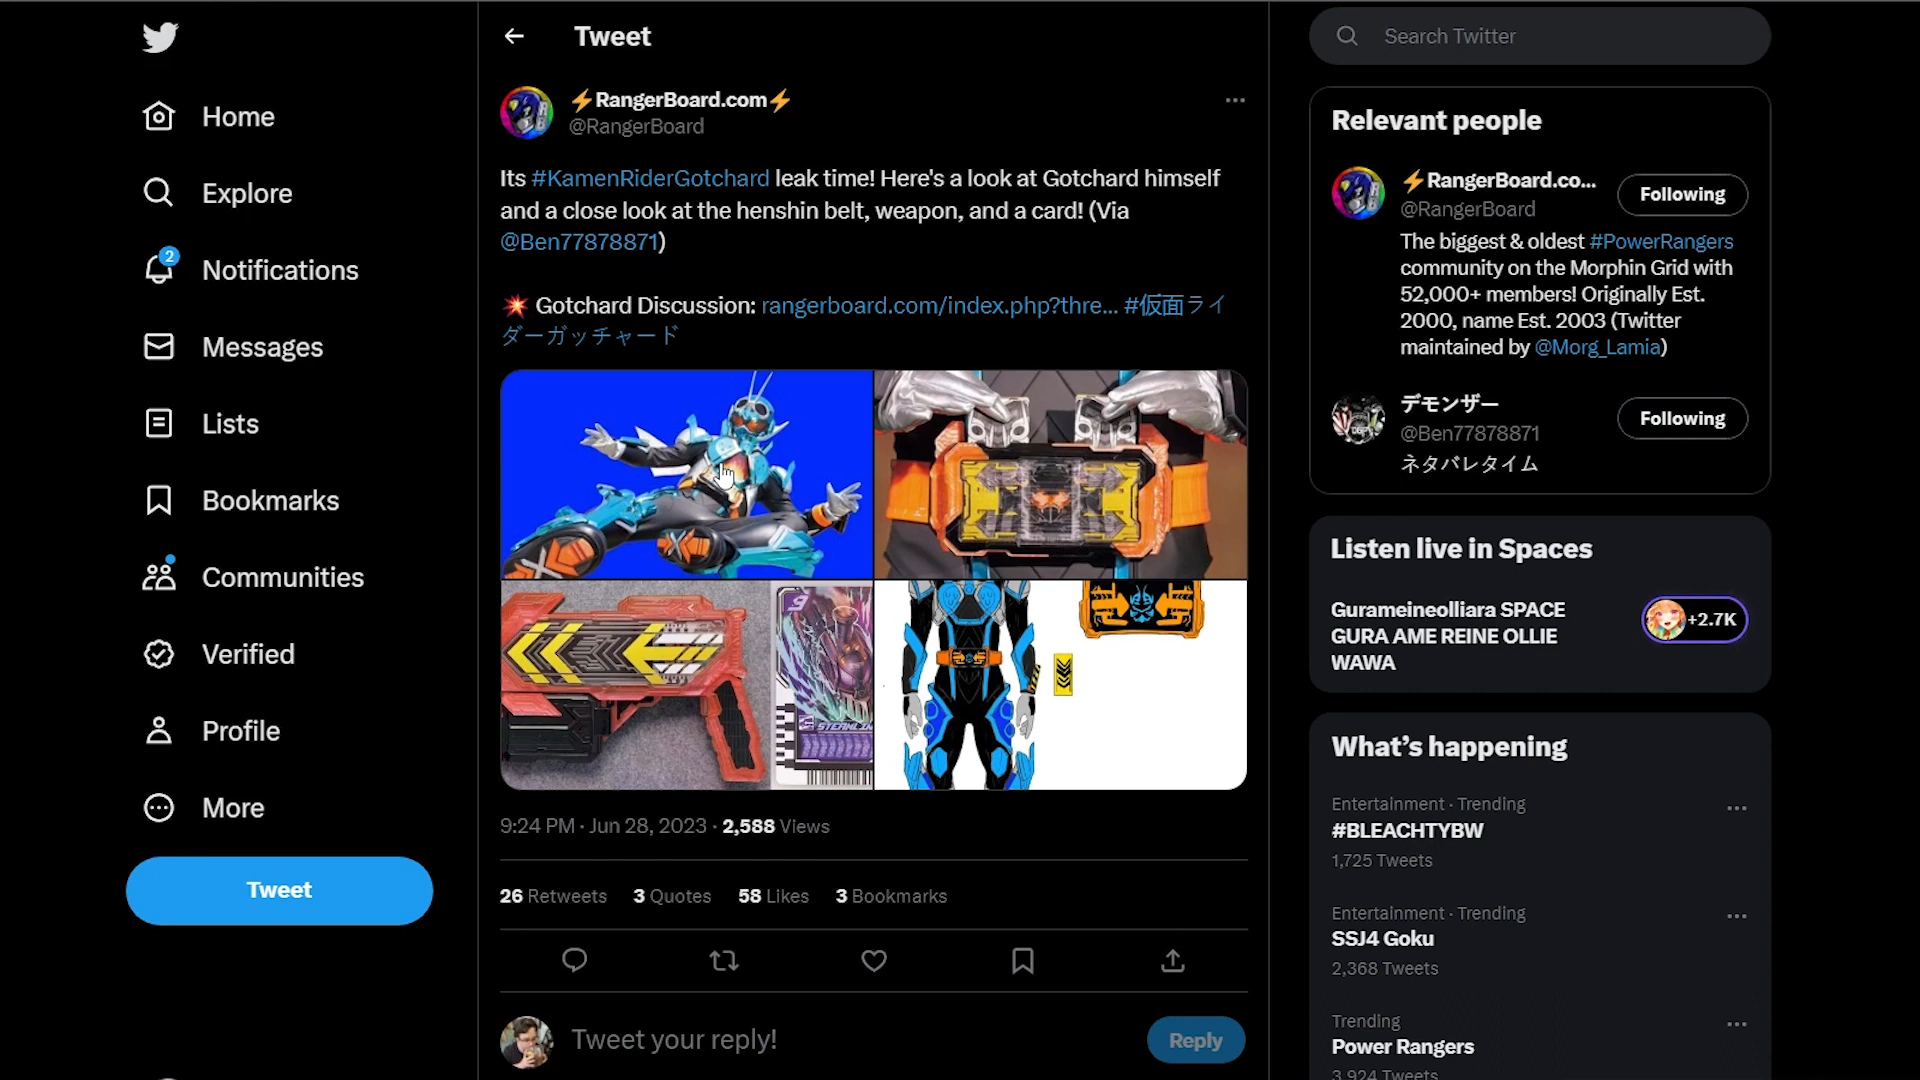 Home
Explore
2
Notifications
Messages
Lists
Bookmarks
Communities
Verified
Profile
More
Tweet
Tweet
⚡RangerBoard.com⚡
@RangerBoard
Its #KamenRiderGotchard leak time! Here's a look at Gotchard himself
and a close look at the henshin belt, weapon, and a card! (Via
@Ben77878871)
💥 Gotchard Discussion: rangerboard.com/index.php?thre... #仮面ライ
ダーガッチャード
9
STEAMLIN
9:24 PM · Jun 28, 2023 · 2,588 Views
26 Retweets 3 Quotes 58 Likes 3 Bookmarks
Tweet your reply!
Reply
Search Twitter
Relevant people
⚡RangerBoard.co...
@RangerBoard
Following
The biggest & oldest #PowerRangers
community on the Morphin Grid with
52,000+ members! Originally Est.
2000, name Est. 2003 (Twitter
maintained by @Morg_Lamia)
デモンザー
@Ben77878871
Following
ネタバレタイム
Listen live in Spaces
Gurameineolliara SPACE
GURA AME REINE OLLIE
WAWA
+2.7K
What's happening
Entertainment · Trending
#BLEACHTYBW
1,725 Tweets
Entertainment · Trending
SSJ4 Goku
2,368 Tweets
Trending
Power Rangers
3,924 Tweets